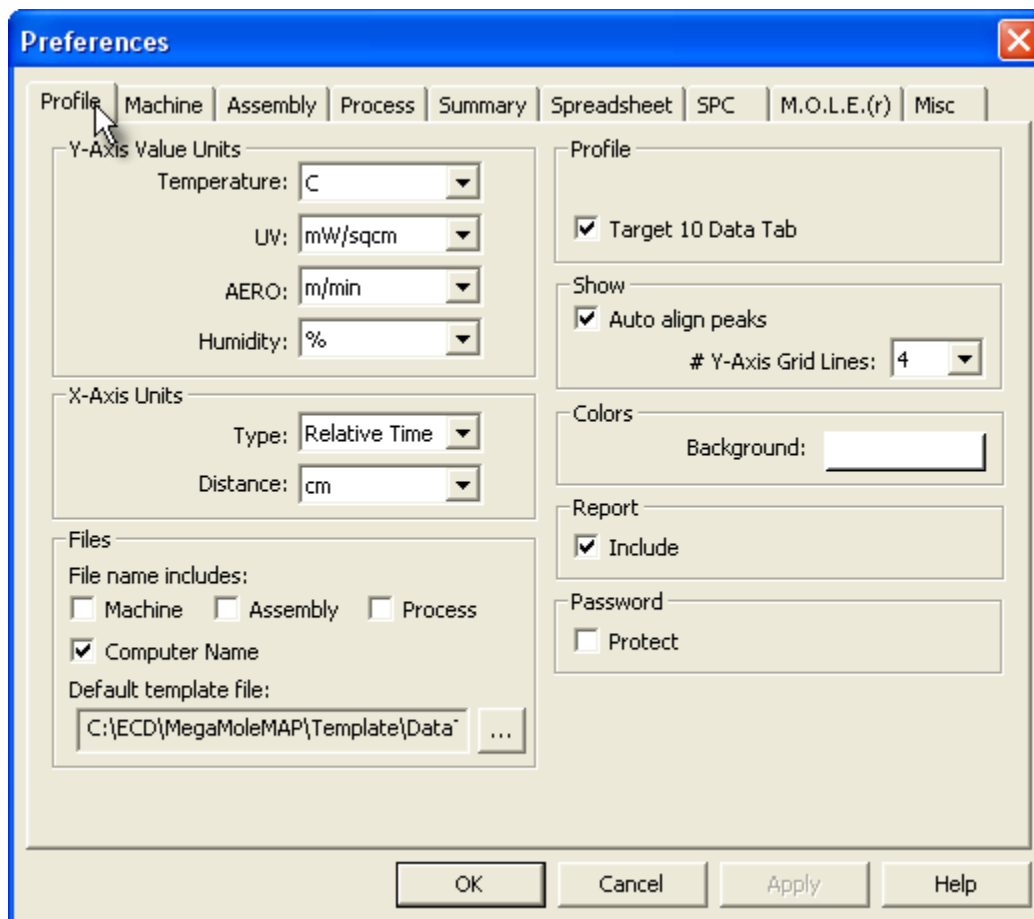 Preferences
Profile Machine Assembly Process Summary Spreadsheet SPC M.O.L.E.(r) Misc
Y-Axis Value Units
Temperature: C
UV: mW/sqcm
AERO: m/min
Humidity: %
X-Axis Units
Type: Relative Time
Distance: cm
Files
File name includes:
Machine Assembly Process
Computer Name
Default template file:
C:\ECD\MegaMoleMAP\Template\Data ...
Profile
Target 10 Data Tab
Show
Auto align peaks
# Y-Axis Grid Lines: 4
Colors
Background:
Report
Include
Password
Protect
OK Cancel Apply Help